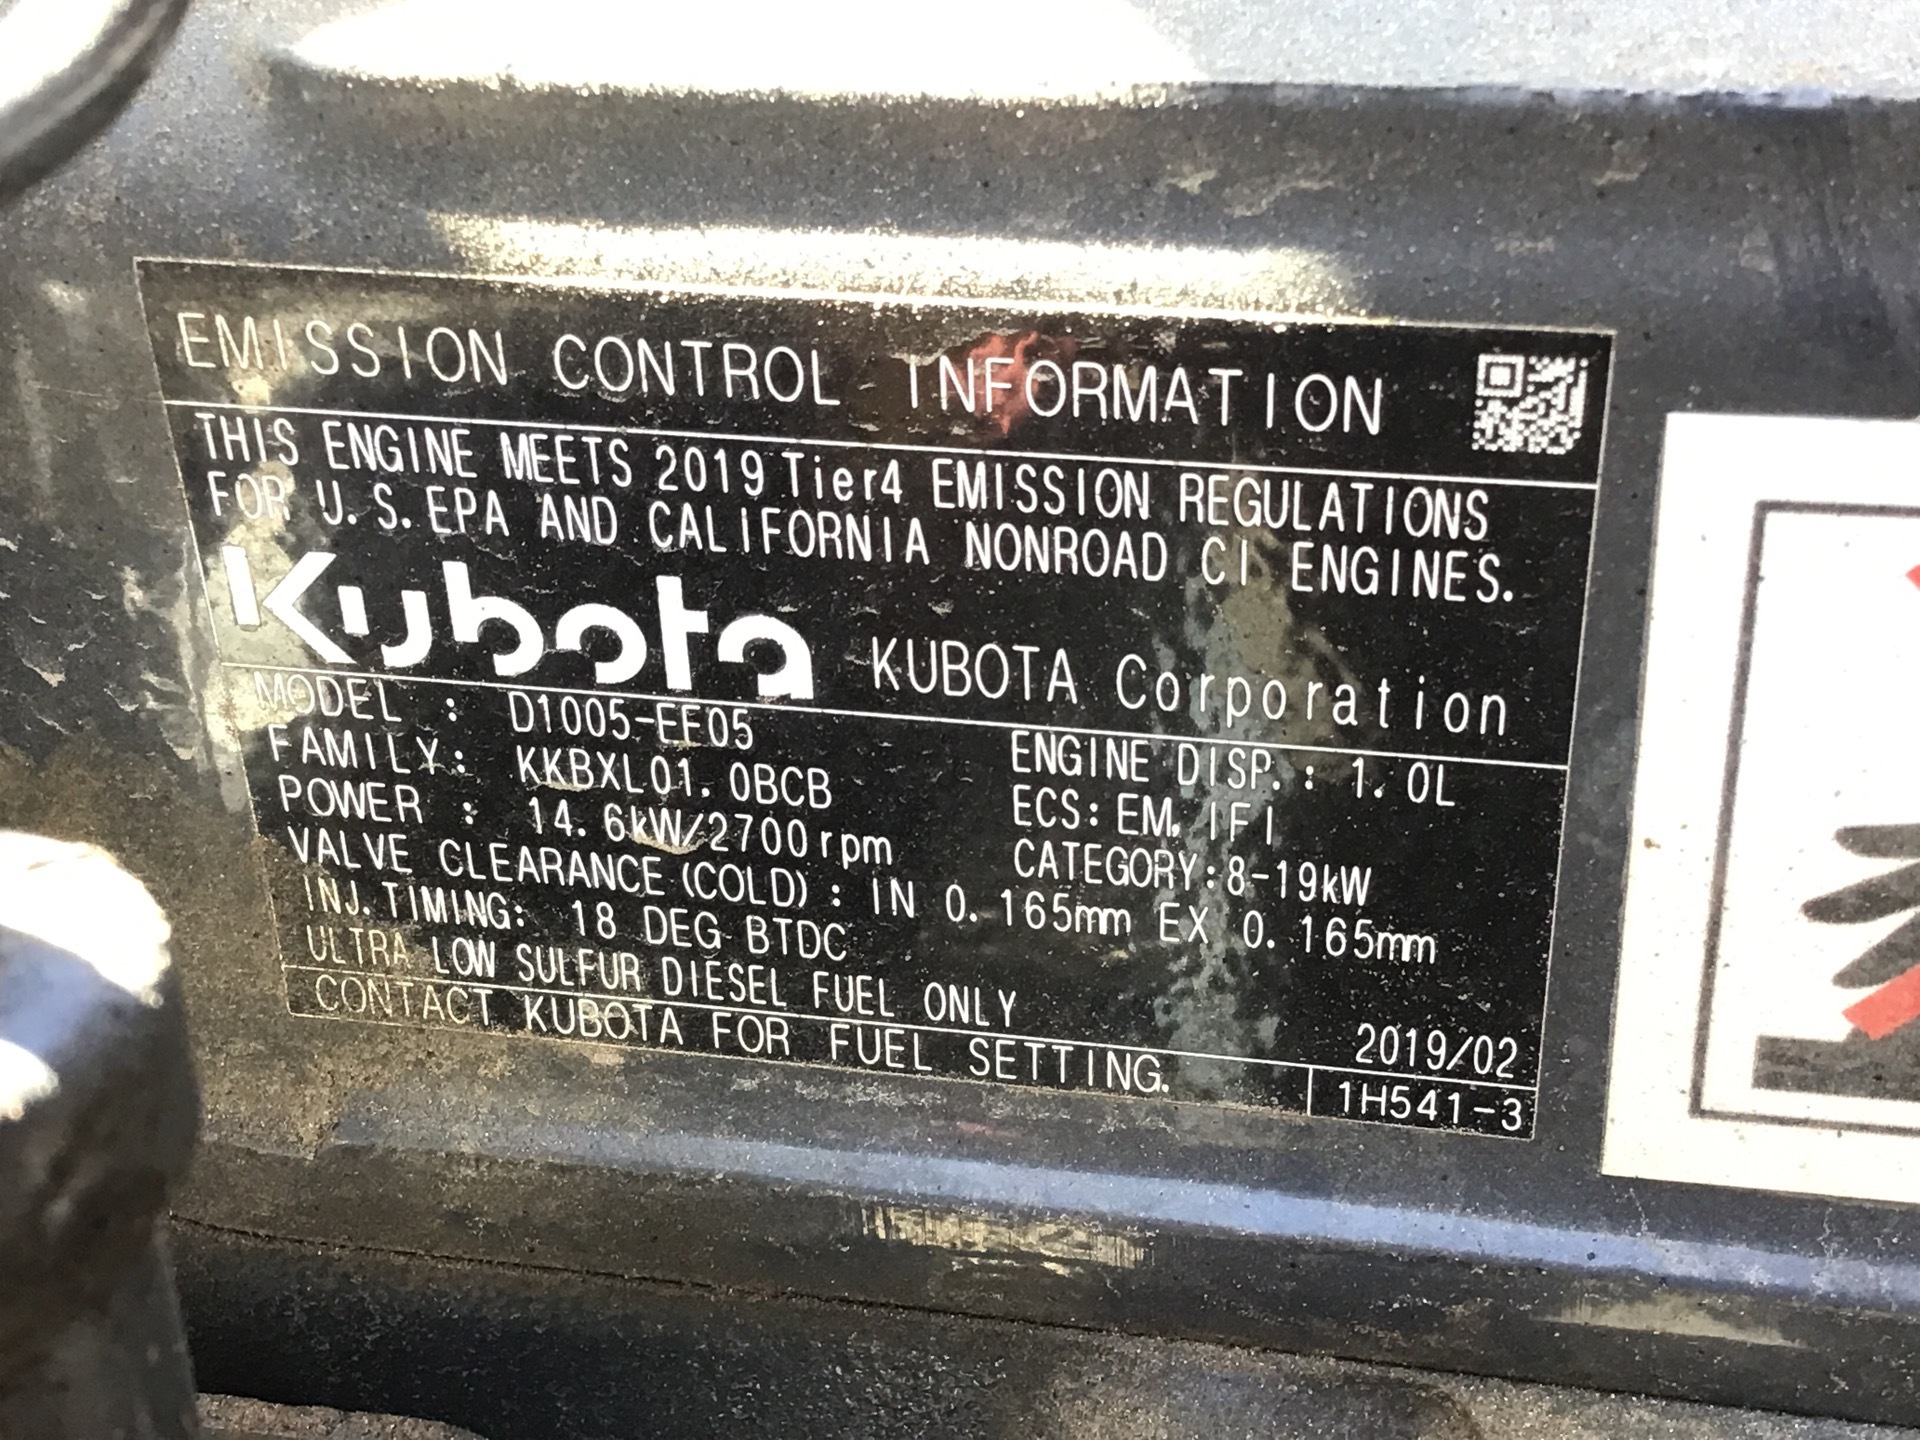 EMISSION CONTROL INFORMATION
THIS ENGINE MEETS 2019 Tier4 EMISSION REGULATIONS
FOR U.S.EPA AND CALIFORNIA NONROAD CI ENGINES.
Kubota KUBOTA Corporation
MODEL : D1005-EF05
FAMILY: KKBXL01.0BCB ENGINE DISP.: 1.0L
POWER : 14.6kW/2700rpm ECS: EM, IFI
CATEGORY:8-19kW
VALVE CLEARANCE(COLD): IN 0.165mm EX 0.165mm
INJ.TIMING: 18 DEG BTDC
ULTRA LOW SULFUR DIESEL FUEL ONLY
2019/02
CONTACT KUBOTA FOR FUEL SETTING.
1H541-3